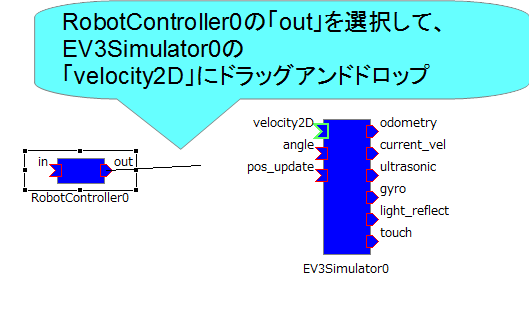 RobotController0の「out」を選択して、
EV3Simulator0の
「velocity2D」にドラッグアンドドロップ
in
out
RobotController0
velocity2D
angle
pos_update
odometry
current_vel
ultrasonic
gyro
light_reflect
touch
EV3Simulator0